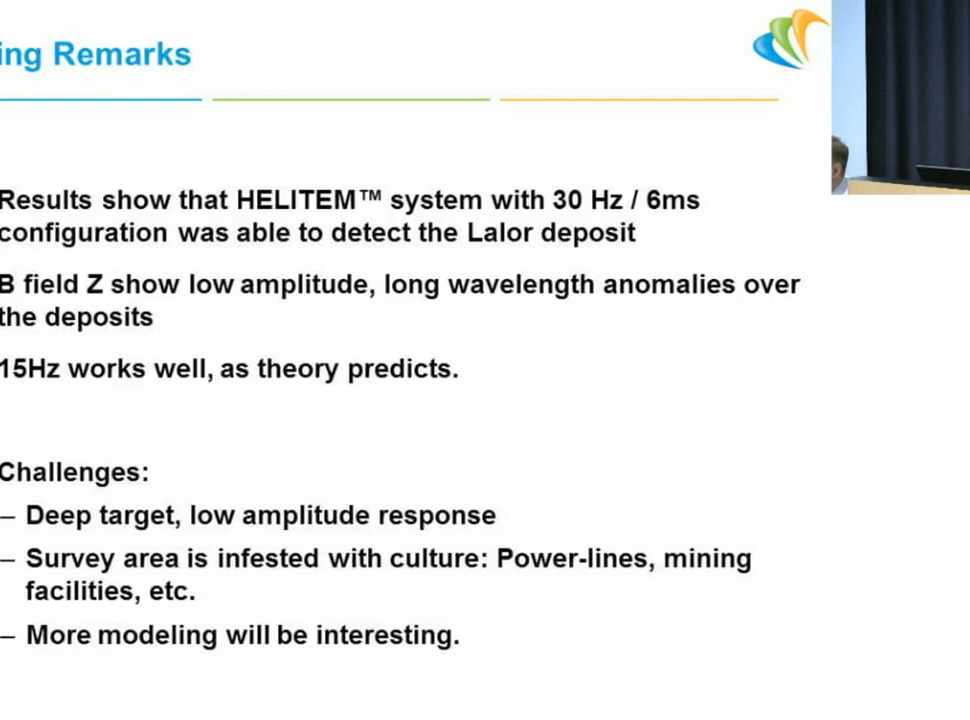 ing Remarks
Results show that HELITEM™ system with 30 Hz / 6ms
configuration was able to detect the Lalor deposit
B field Z show low amplitude, long wavelength anomalies over
the deposits
15Hz works well, as theory predicts.
Challenges:
– Deep target, low amplitude response
– Survey area is infested with culture: Power-lines, mining
facilities, etc.
– More modeling will be interesting.